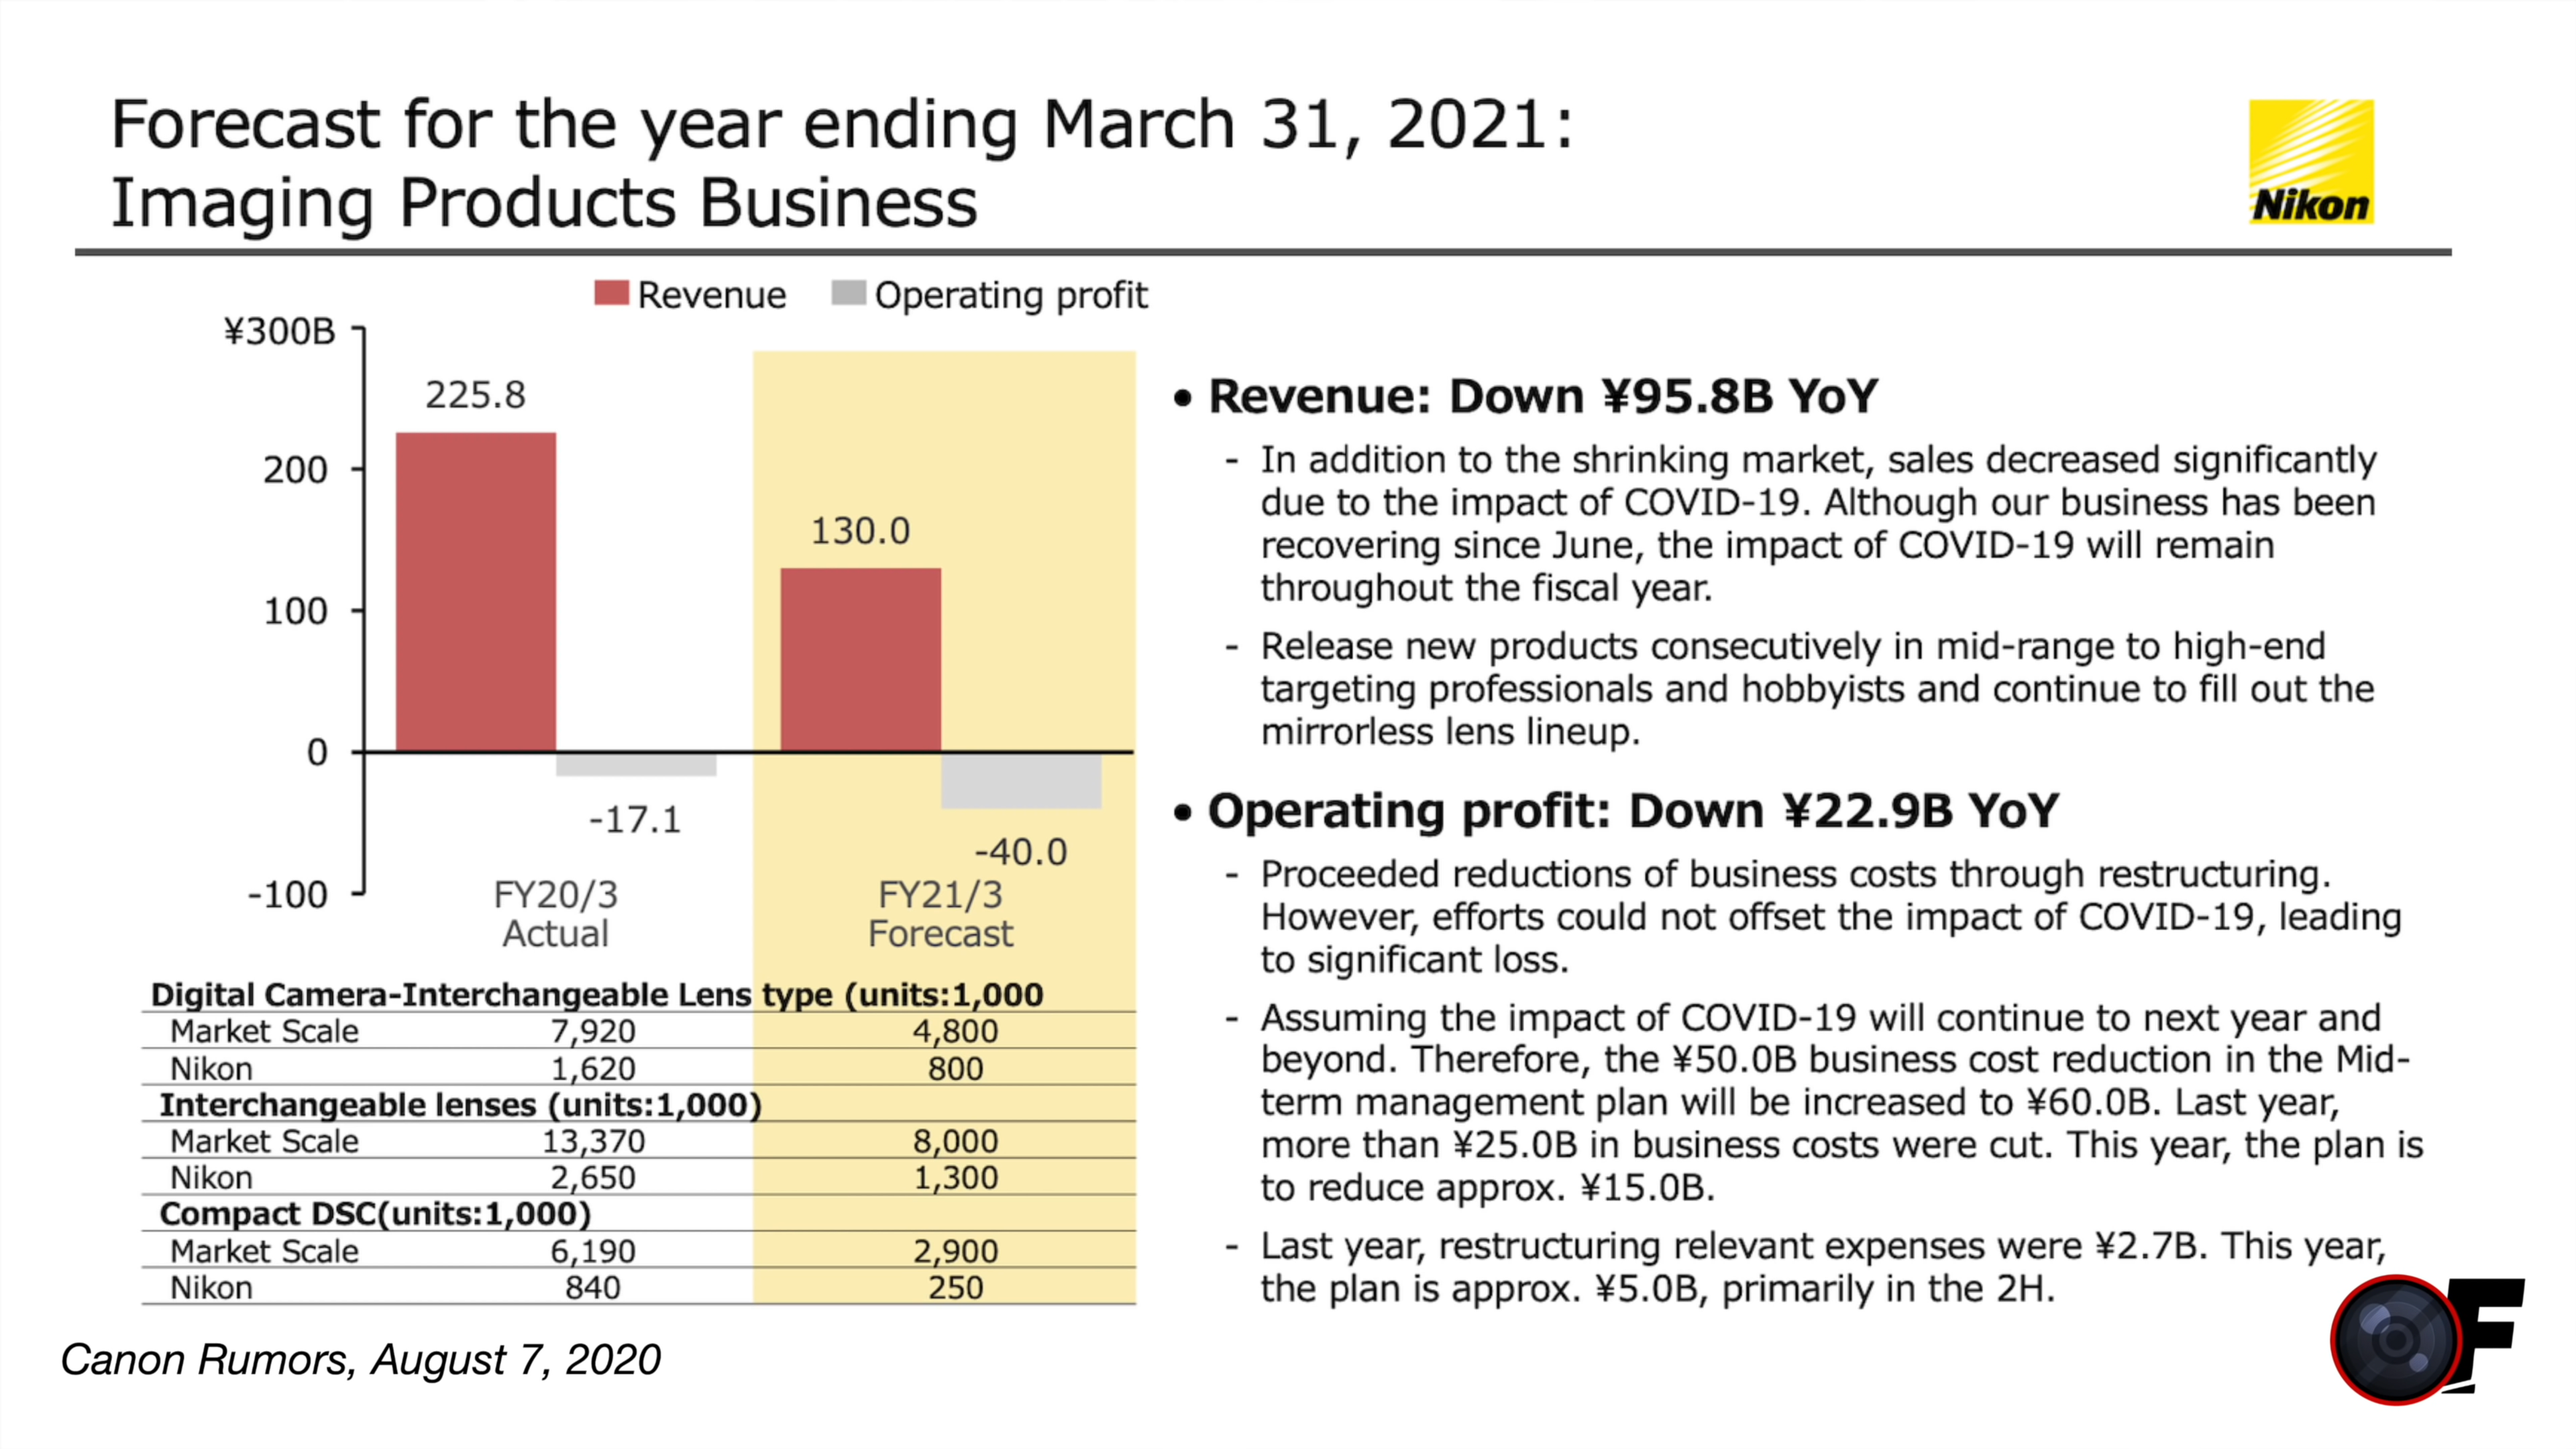 Forecast for the year ending March 31, 2021:
Imaging Products Business
Nikon
Revenue
Operating profit
¥300B
200
100
0
-100
225.8
-17.1
130.0
-40.0
FY20/3
Actual
FY21/3
Forecast
Digital Camera-Interchangeable Lens type (units:1,000
Market Scale 7,920 4,800
Nikon 1,620 800
Interchangeable lenses (units:1,000)
Market Scale 13,370 8,000
Nikon 2,650 1,300
Compact DSC(units:1,000)
Market Scale 6,190 2,900
Nikon 840 250
• Revenue: Down ¥95.8B YoY
- In addition to the shrinking market, sales decreased significantly
due to the impact of COVID-19. Although our business has been
recovering since June, the impact of COVID-19 will remain
throughout the fiscal year.
- Release new products consecutively in mid-range to high-end
targeting professionals and hobbyists and continue to fill out the
mirrorless lens lineup.
• Operating profit: Down ¥22.9B YoY
- Proceeded reductions of business costs through restructuring.
However, efforts could not offset the impact of COVID-19, leading
to significant loss.
- Assuming the impact of COVID-19 will continue to next year and
beyond. Therefore, the ¥50.0B business cost reduction in the Mid-
term management plan will be increased to ¥60.0B. Last year,
more than ¥25.0B in business costs were cut. This year, the plan is
to reduce approx. ¥15.0B.
- Last year, restructuring relevant expenses were ¥2.7B. This year,
the plan is approx. ¥5.0B, primarily in the 2H.
Canon Rumors, August 7, 2020
F